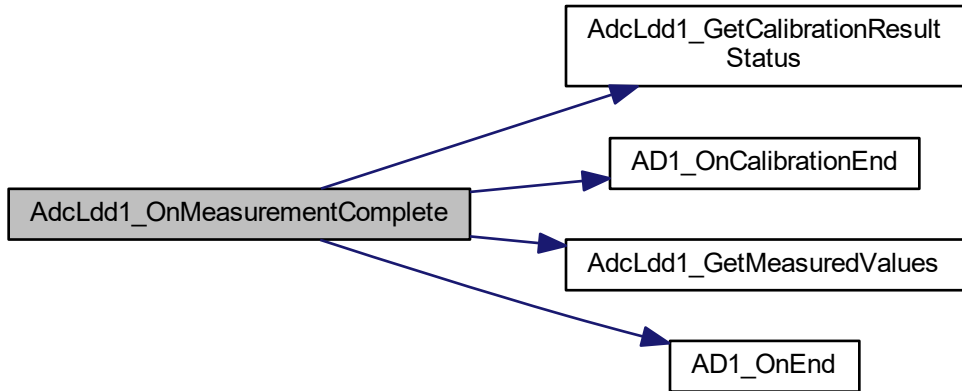 AdcLdd1_GetCalibrationResult
Status
AD1_OnCalibrationEnd
AdcLdd1_OnMeasurementComplete
AdcLdd1_GetMeasuredValues
AD1_OnEnd